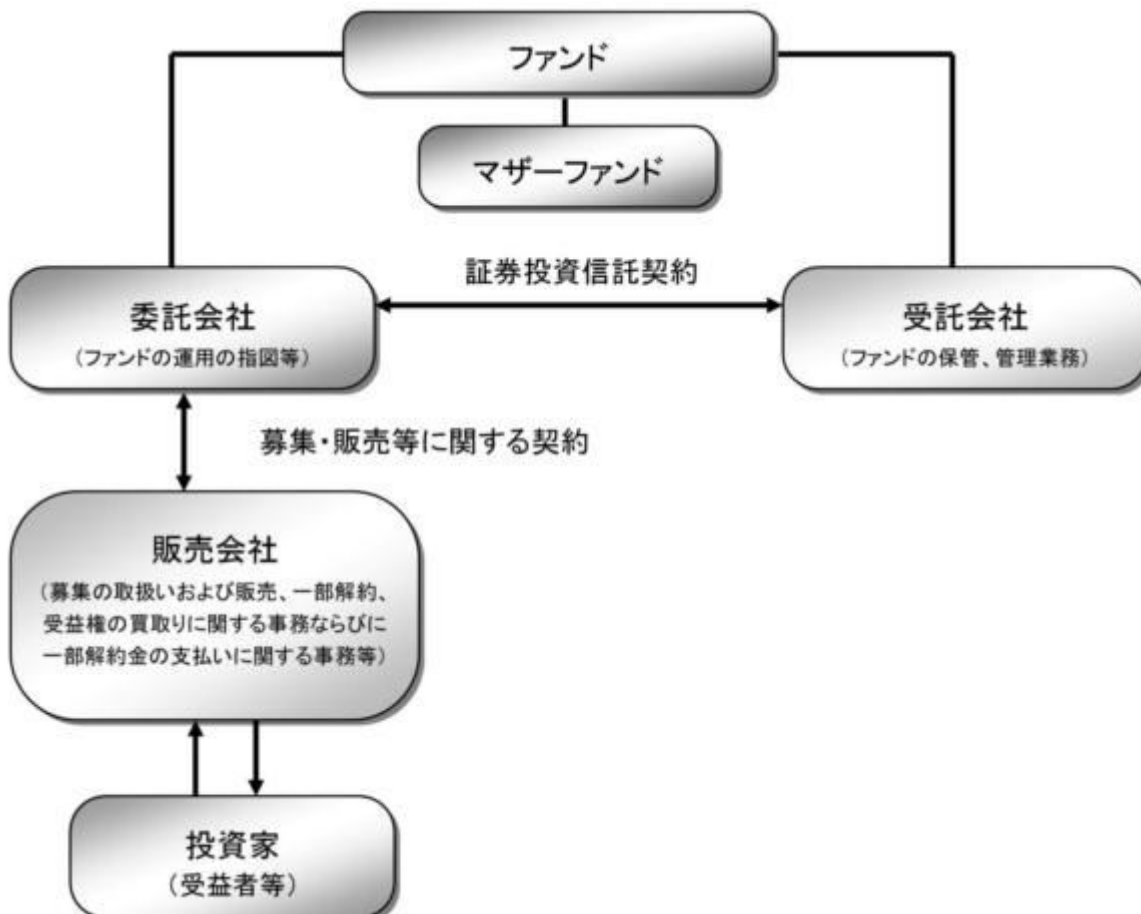 ファンド
マザーファンド
証券投資信託契約
委託会社
(ファンドの運用の指図等)
受託会社
(ファンドの保管、管理業務)
募集・販売等に関する契約
販売会社
(募集の取扱いおよび販売、一部解約、
受益権の買取りに関する事務ならびに
一部解約金の支払いに関する事務等)
投資家
(受益者等)